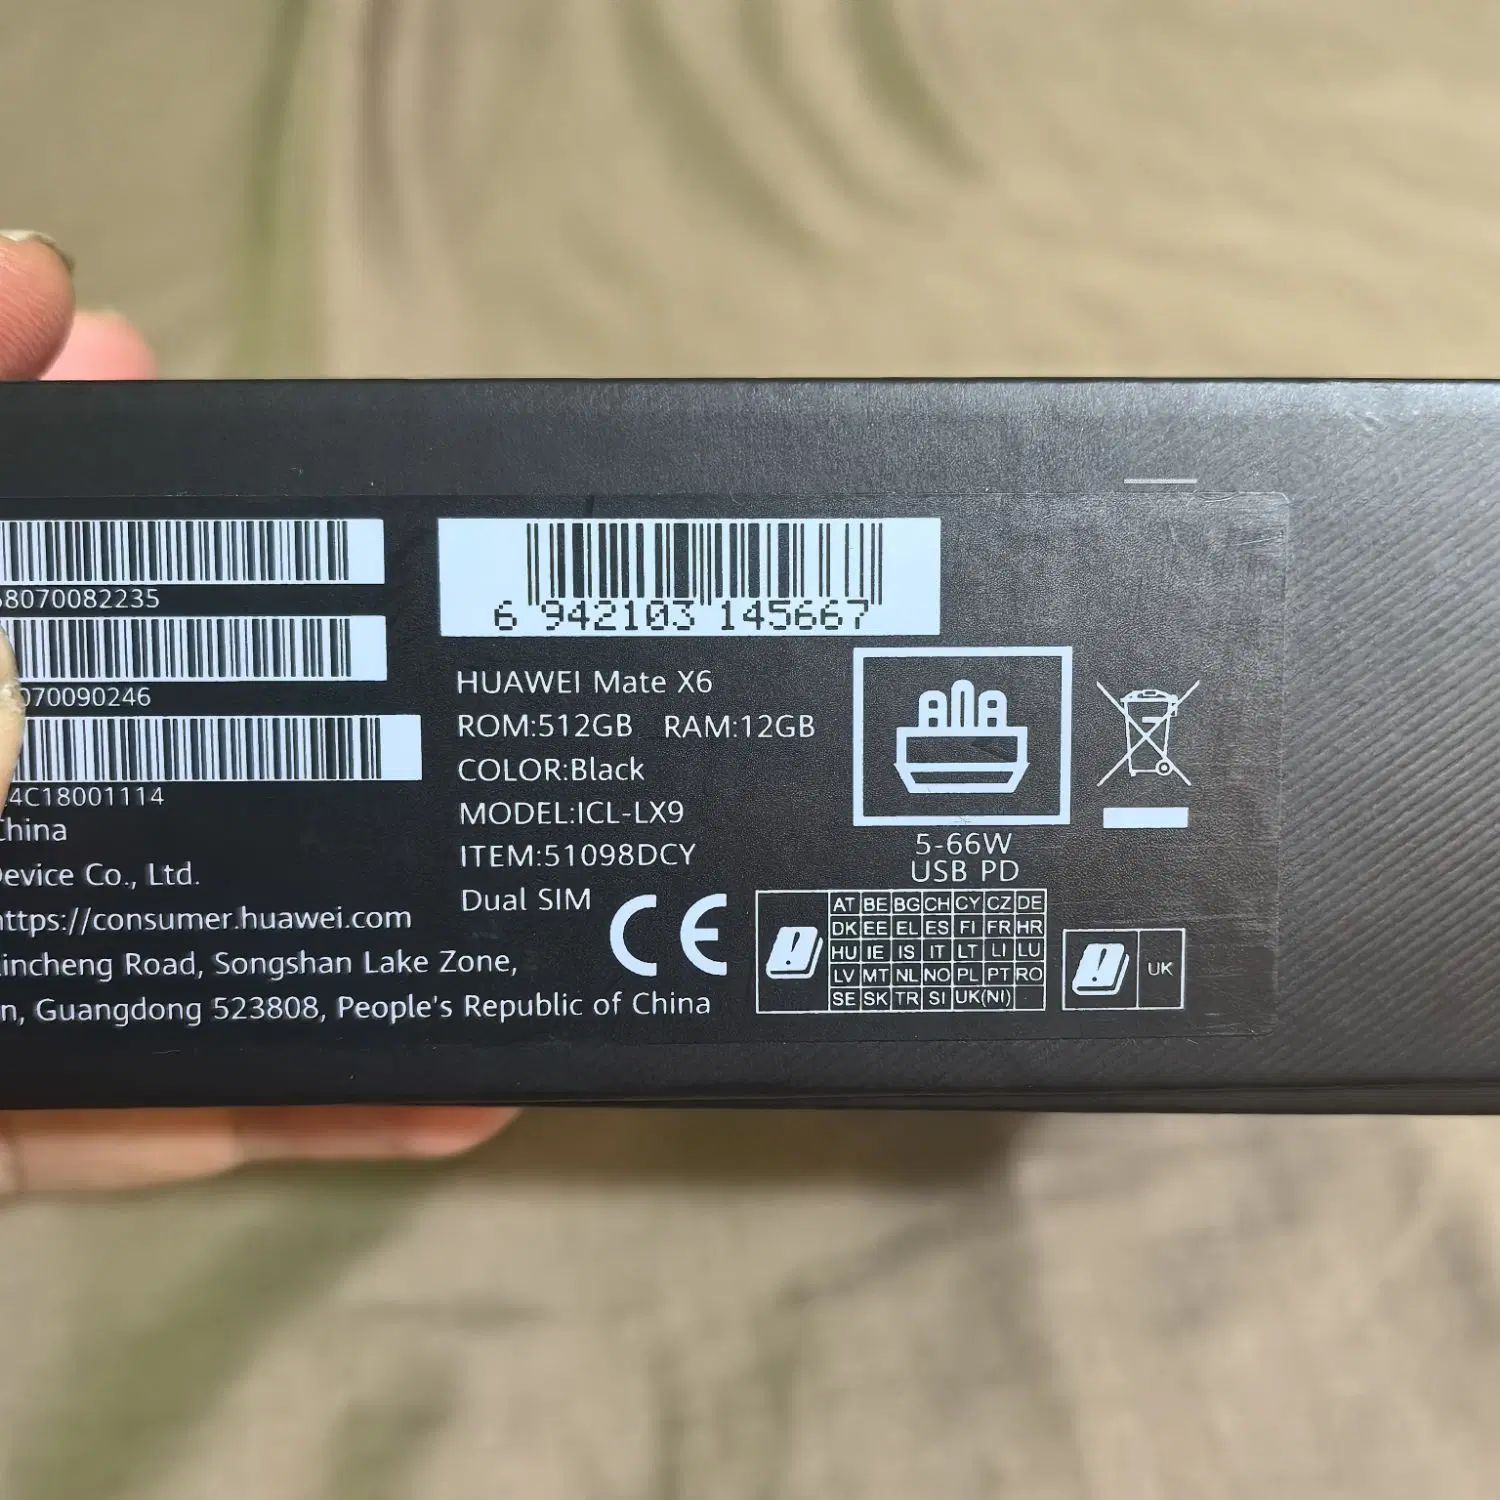 8070082235
070090246
4C18001114
China
Device Co., Ltd.
https://consumer.huawei.com
Road, Songshan Lake Zone,
Guangdong 523808, People's Republic of China
6 942103 145667
HUAWEI Mate X6
ROM:512GB RAM:12GB
COLOR:Black
MODEL:ICL-LX9
ITEM:51098DCY
Dual SIM
CE
5-66W
USB PD
AT BE BG CH CY CZ DE
DK EE EL ES FI FR HR
HU IE IS IT LT LI LU
LV MT NL NO PL PT RO
SE SK TR SI UK(NI)
UK